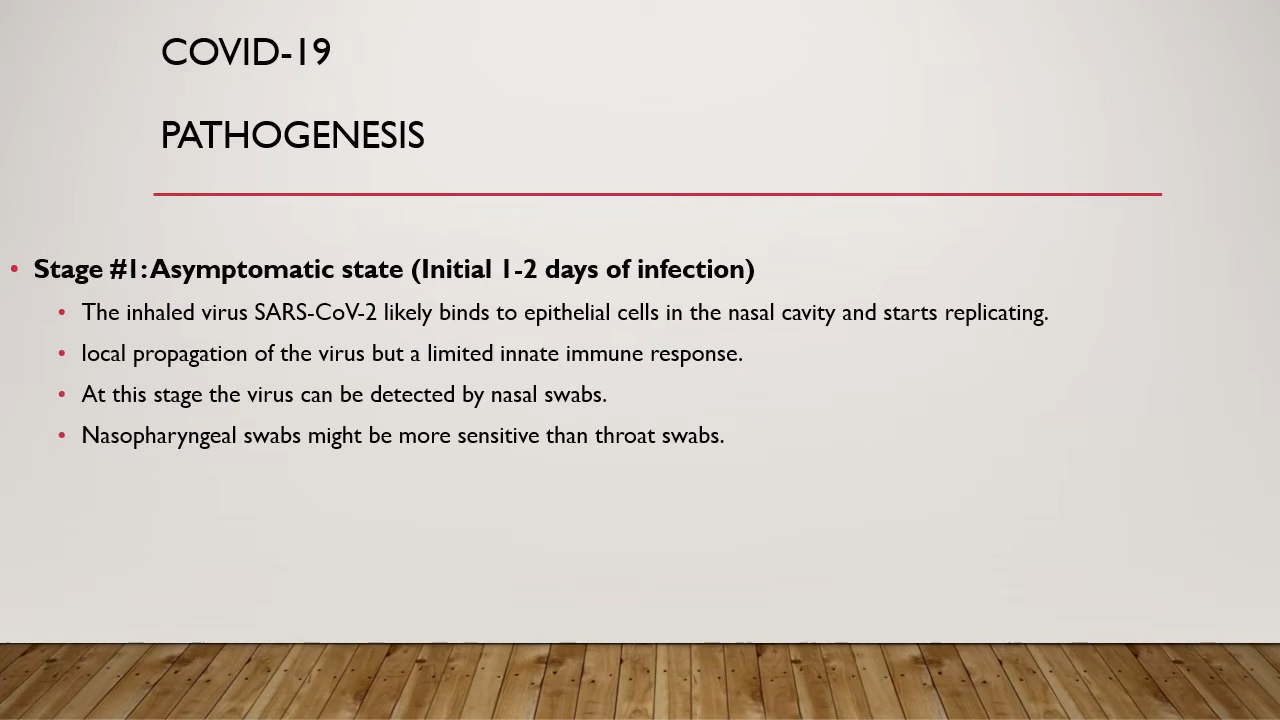 COVID-19
PATHOGENESIS
• Stage #1: Asymptomatic state (Initial 1-2 days of infection)
• The inhaled virus SARS-CoV-2 likely binds to epithelial cells in the nasal cavity and starts replicating.
• local propagation of the virus but a limited innate immune response.
• At this stage the virus can be detected by nasal swabs.
• Nasopharyngeal swabs might be more sensitive than throat swabs.